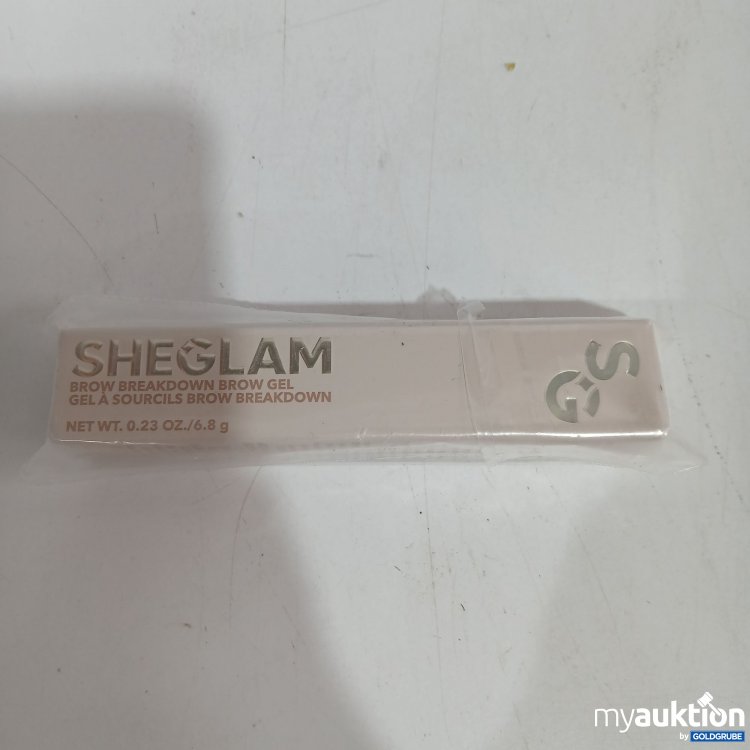 SHEGLAM
BROW BREAKDOWN BROW GEL
GEL À SOURCILS BROW BREAKDOWN
NET WT. 0.23 OZ./6.8 g
GS
myauktion
by GOLDGRUBE